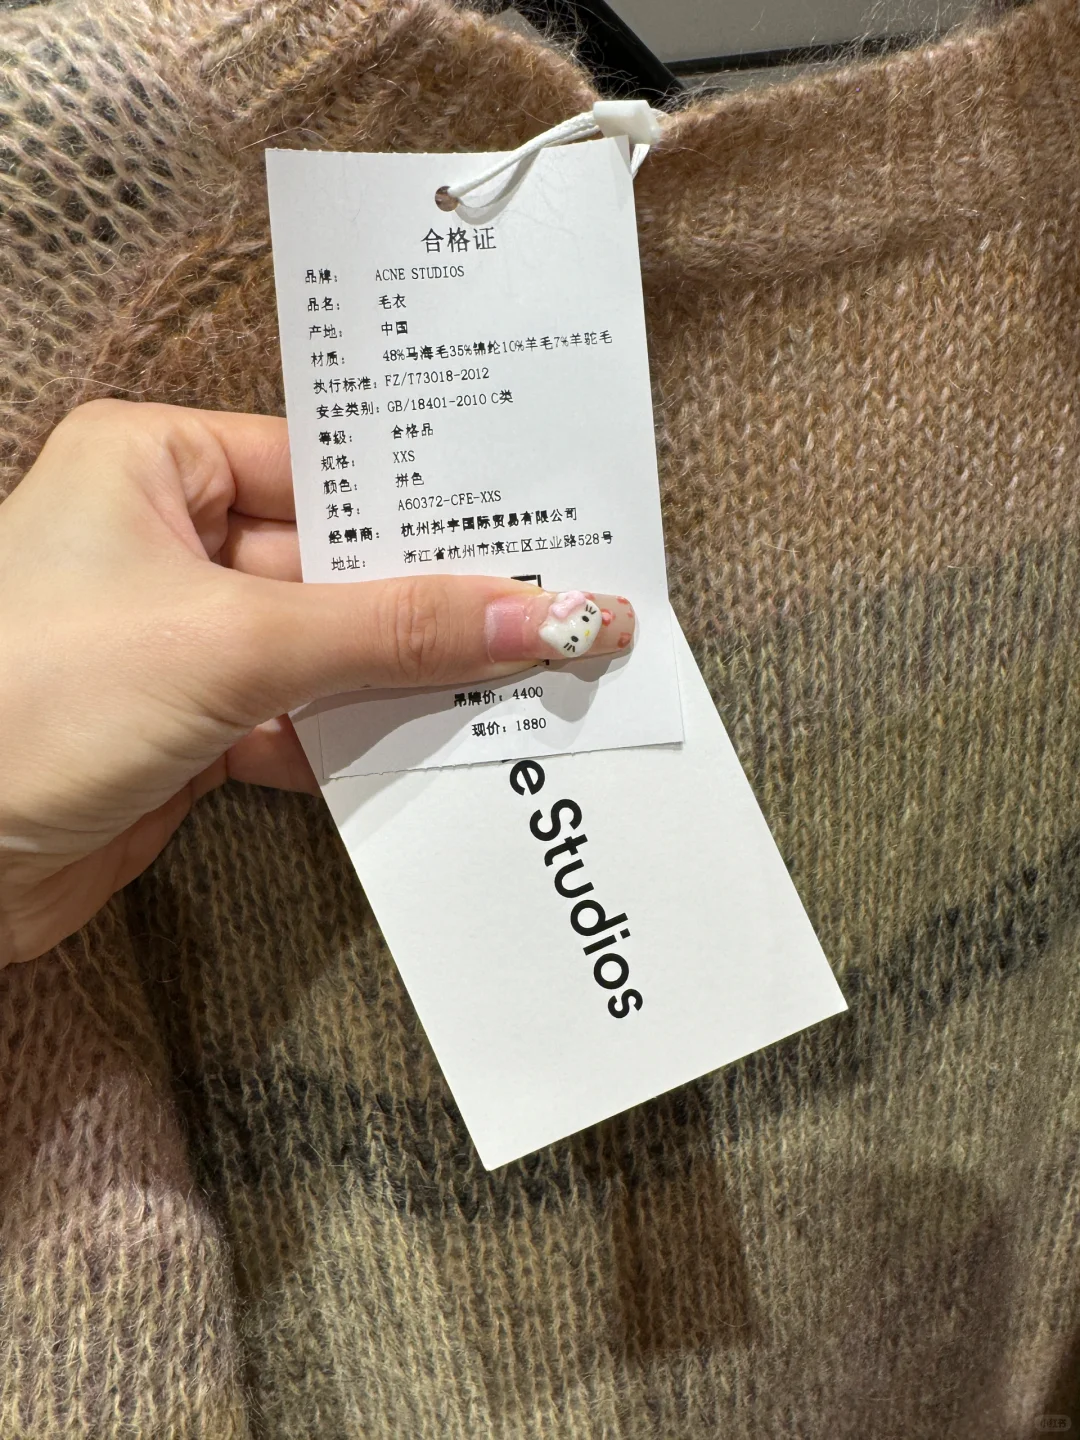 合格证
品牌： ACNE STUDIOS
品名： 毛衣
产地： 中国
材质： 48%马海毛35%锦纶10%羊毛7%羊驼毛
执行标准：FZ/T73018-2012
安全类别：GB/18401-2010 C类
等级： 合格品
规格： XXS
颜色： 拼色
货号： A60372-CFE-XXS
经销商： 杭州抖宇国际贸易有限公司
地址： 浙江省杭州市滨江区立业路528号
吊牌价：4400
现价：1880
e Studios
小红书